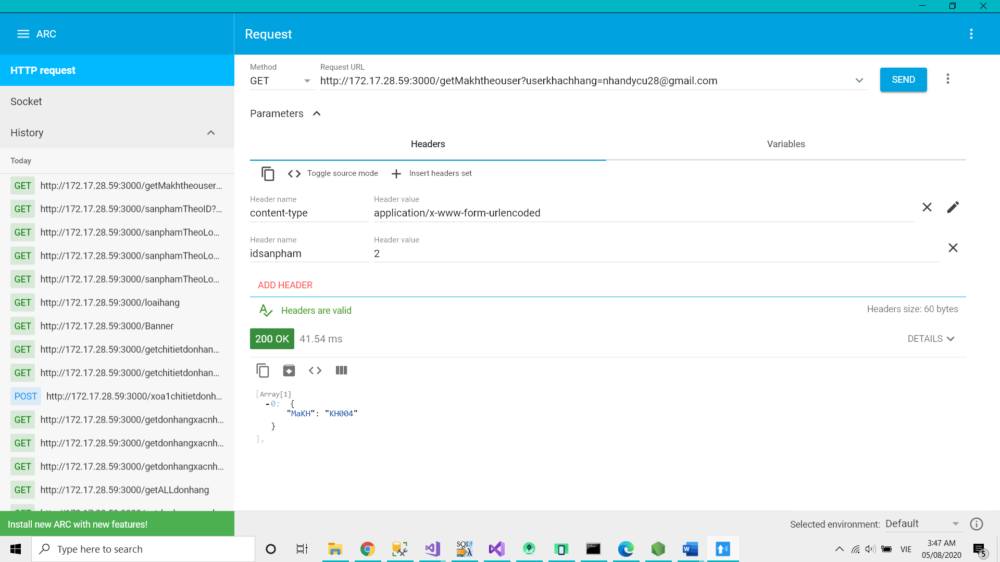 ARC
Request
HTTP request
Socket
History
Today
GET http://172.17.28.59:3000/getMakhtheouser...
GET http://172.17.28.59:3000/sanphamTheoID?...
GET http://172.17.28.59:3000/sanphamTheoLo...
GET http://172.17.28.59:3000/sanphamTheoLo...
GET http://172.17.28.59:3000/sanphamTheoLo...
GET http://172.17.28.59:3000/loaihang
GET http://172.17.28.59:3000/Banner
GET http://172.17.28.59:3000/getchitietdonhan...
GET http://172.17.28.59:3000/getchitietdonhan...
POST http://172.17.28.59:3000/xoa1chitietdonh...
GET http://172.17.28.59:3000/getdonhangxacnh...
GET http://172.17.28.59:3000/getdonhangxacnh...
GET http://172.17.28.59:3000/getdonhangxacnh...
GET http://172.17.28.59:3000/getALLdonhang
Install new ARC with new features!
Method
GET
Request URL
http://172.17.28.59:3000/getMakhtheouser?userkhachhang=nhandycu28@gmail.com
SEND
Parameters
Headers
Variables
Toggle source mode
Insert headers set
Header name
content-type
Header value
application/x-www-form-urlencoded
Header name
idsanpham
Header value
2
ADD HEADER
Headers are valid
Headers size: 60 bytes
200 OK 41.54 ms
DETAILS
[Array[1]
-0: {
"MaKH": "KH004"
}
],
Selected environment: Default
Type here to search
SQL
VIE
3:47 AM
05/08/2020
5